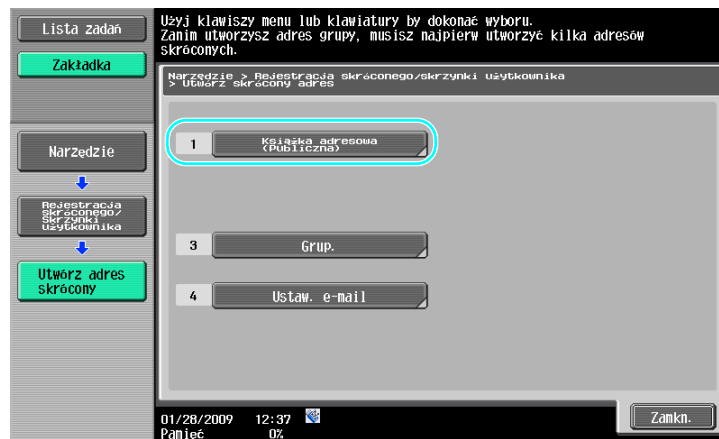 Lista zadań
Zakładka
Użyj klawiszy menu lub klawiatury by dokonać wyboru.
Zanim utworzysz adres grupy, musisz najpierw utworzyć kilka adresów
skróconych.
Narzędzie > Rejestracja skróconego/skrzynki użytkownika
> Utwórz skrócony adres
Narzędzie
Rejestracja
skróconego/
Skrzynki
użytkownika
Utwórz adres
skrócony
1 Książka adresowa
(Publiczna)
3 Grup.
4 Ustaw. e-mail
01/28/2009 12:37
Pamięć 0%
Zamkn.